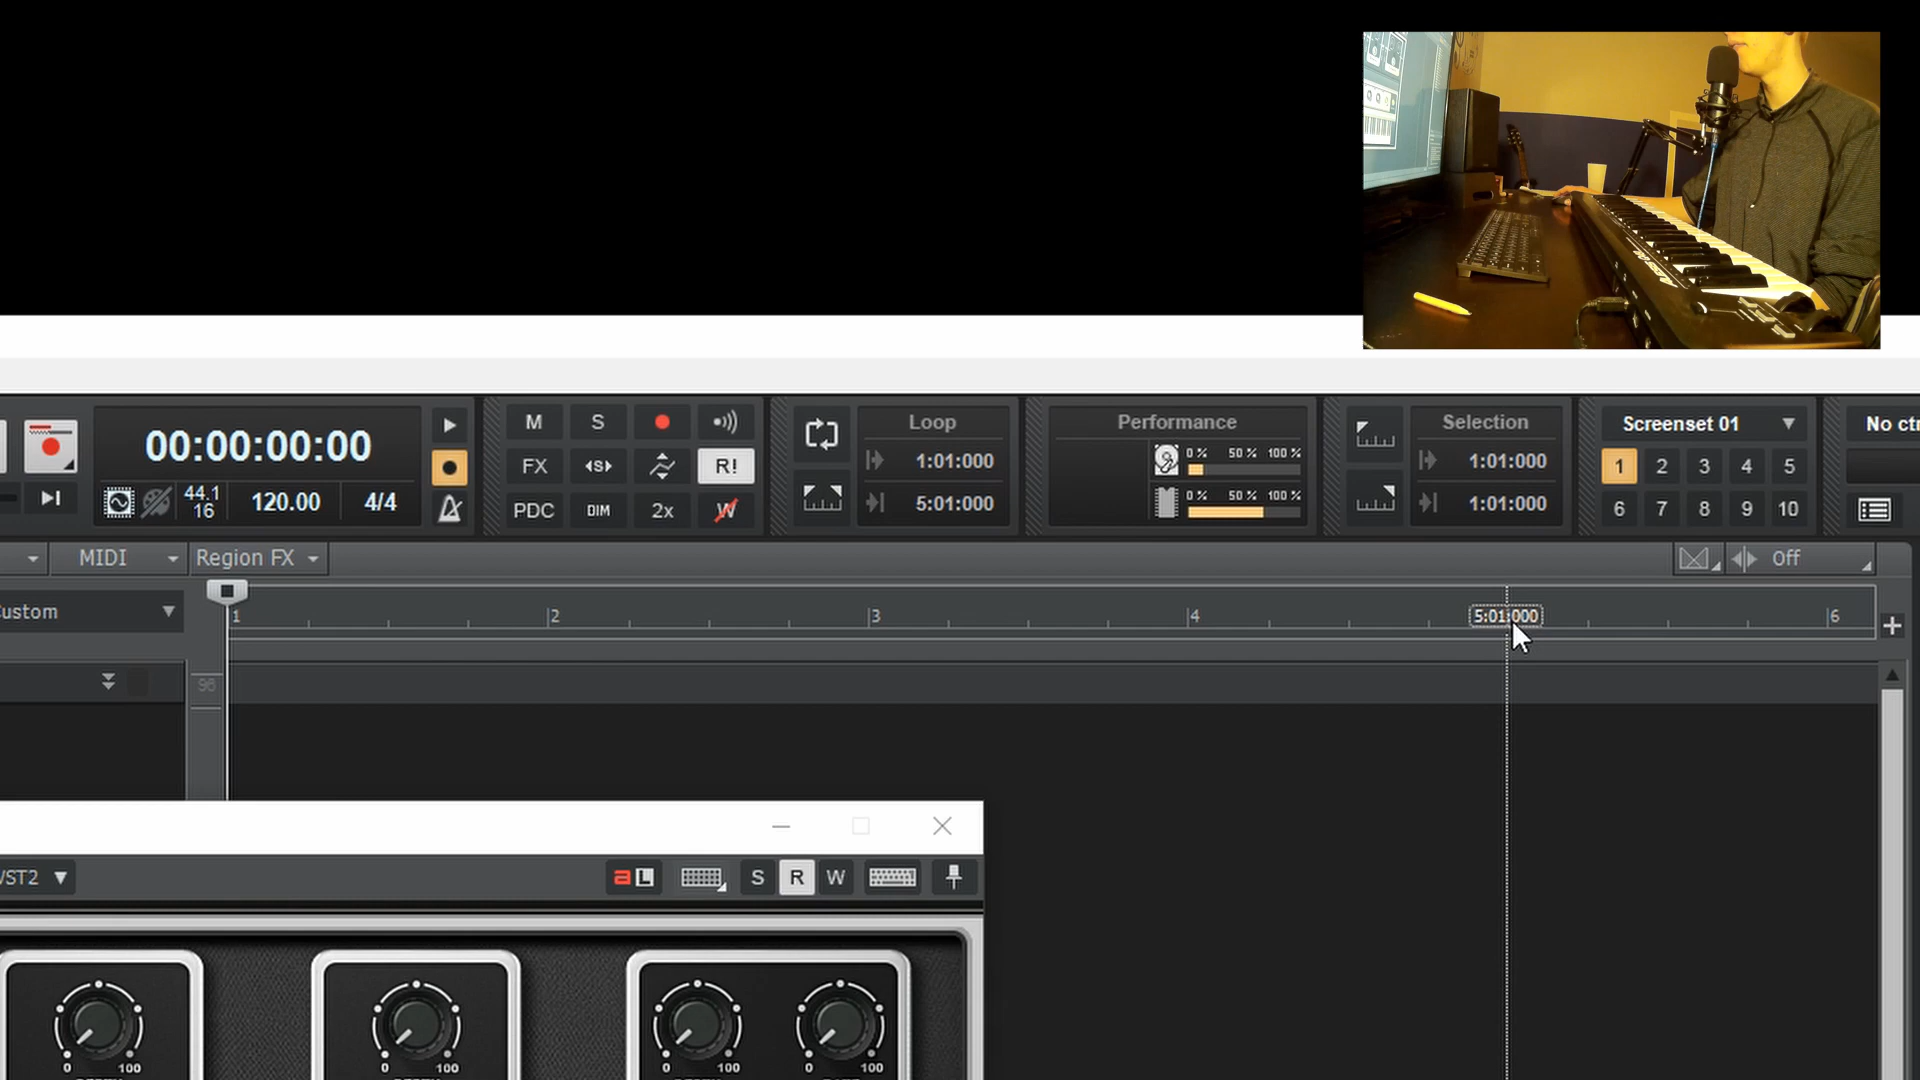 00:00:00:00
44.1
16
120.00
4/4
M
S
FX
<S>
R!
PDC
DIM
2x
W
Loop
1:01:000
5:01:000
Performance
0 % 50 % 100 %
0 % 50 % 100 %
Selection
1:01:000
1:01:000
Screenset 01
1 2 3 4 5
6 7 8 9 10
No ctr
MIDI
Region FX
Off
ustom
1
2
3
4
5:01:000
6
96
VST2
aL
S
R
W
0 100
0 100
0 100
0 100